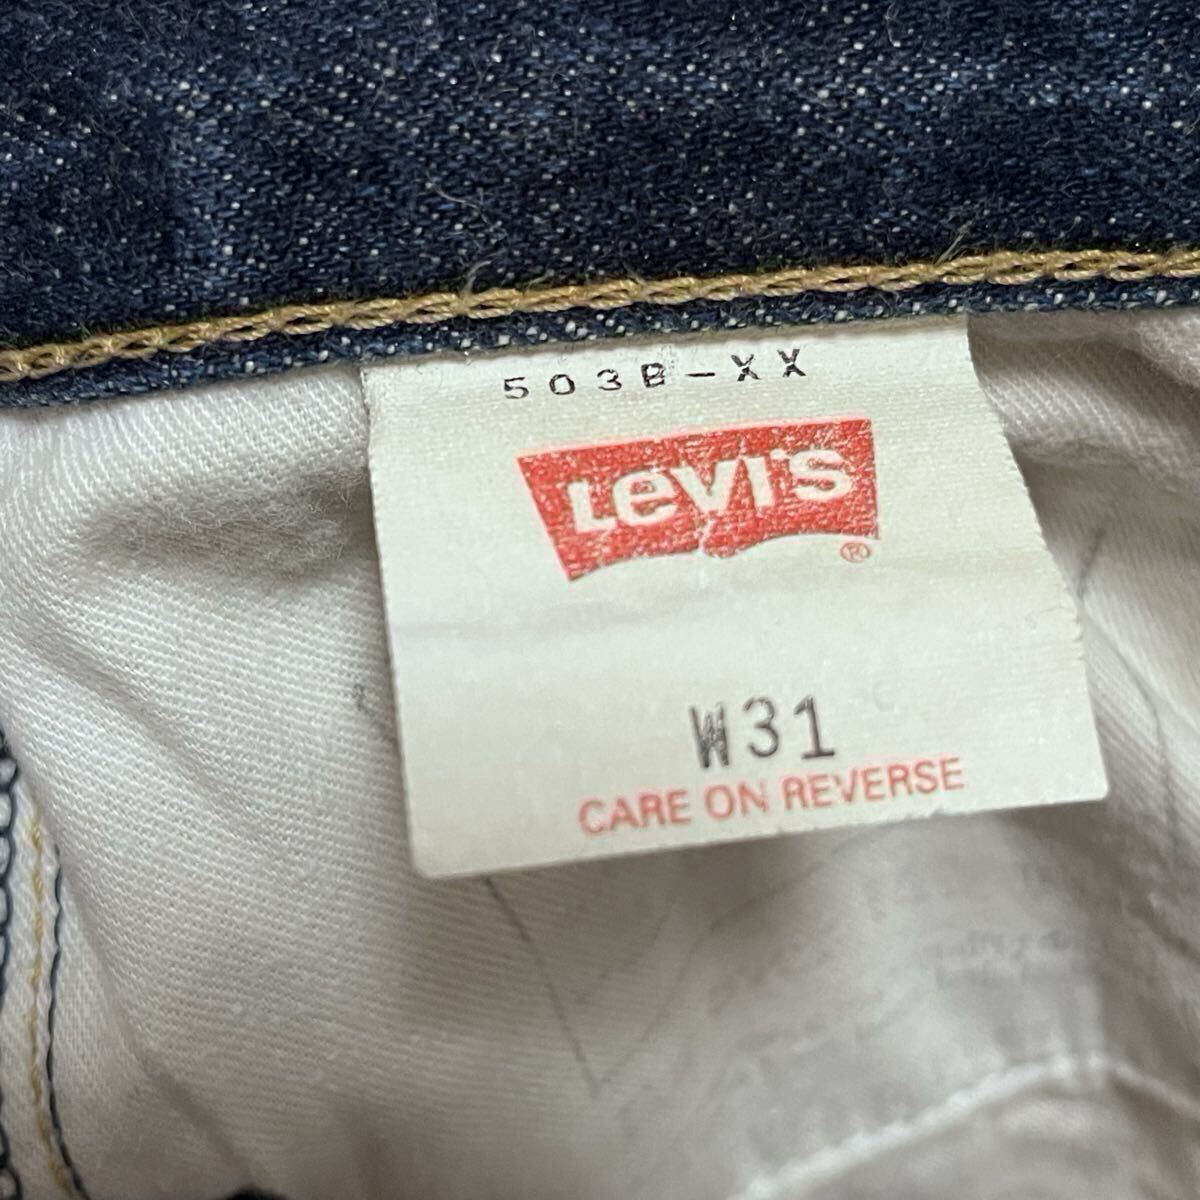 503B-XX
LEVI'S
®
W31
CARE ON REVERSE